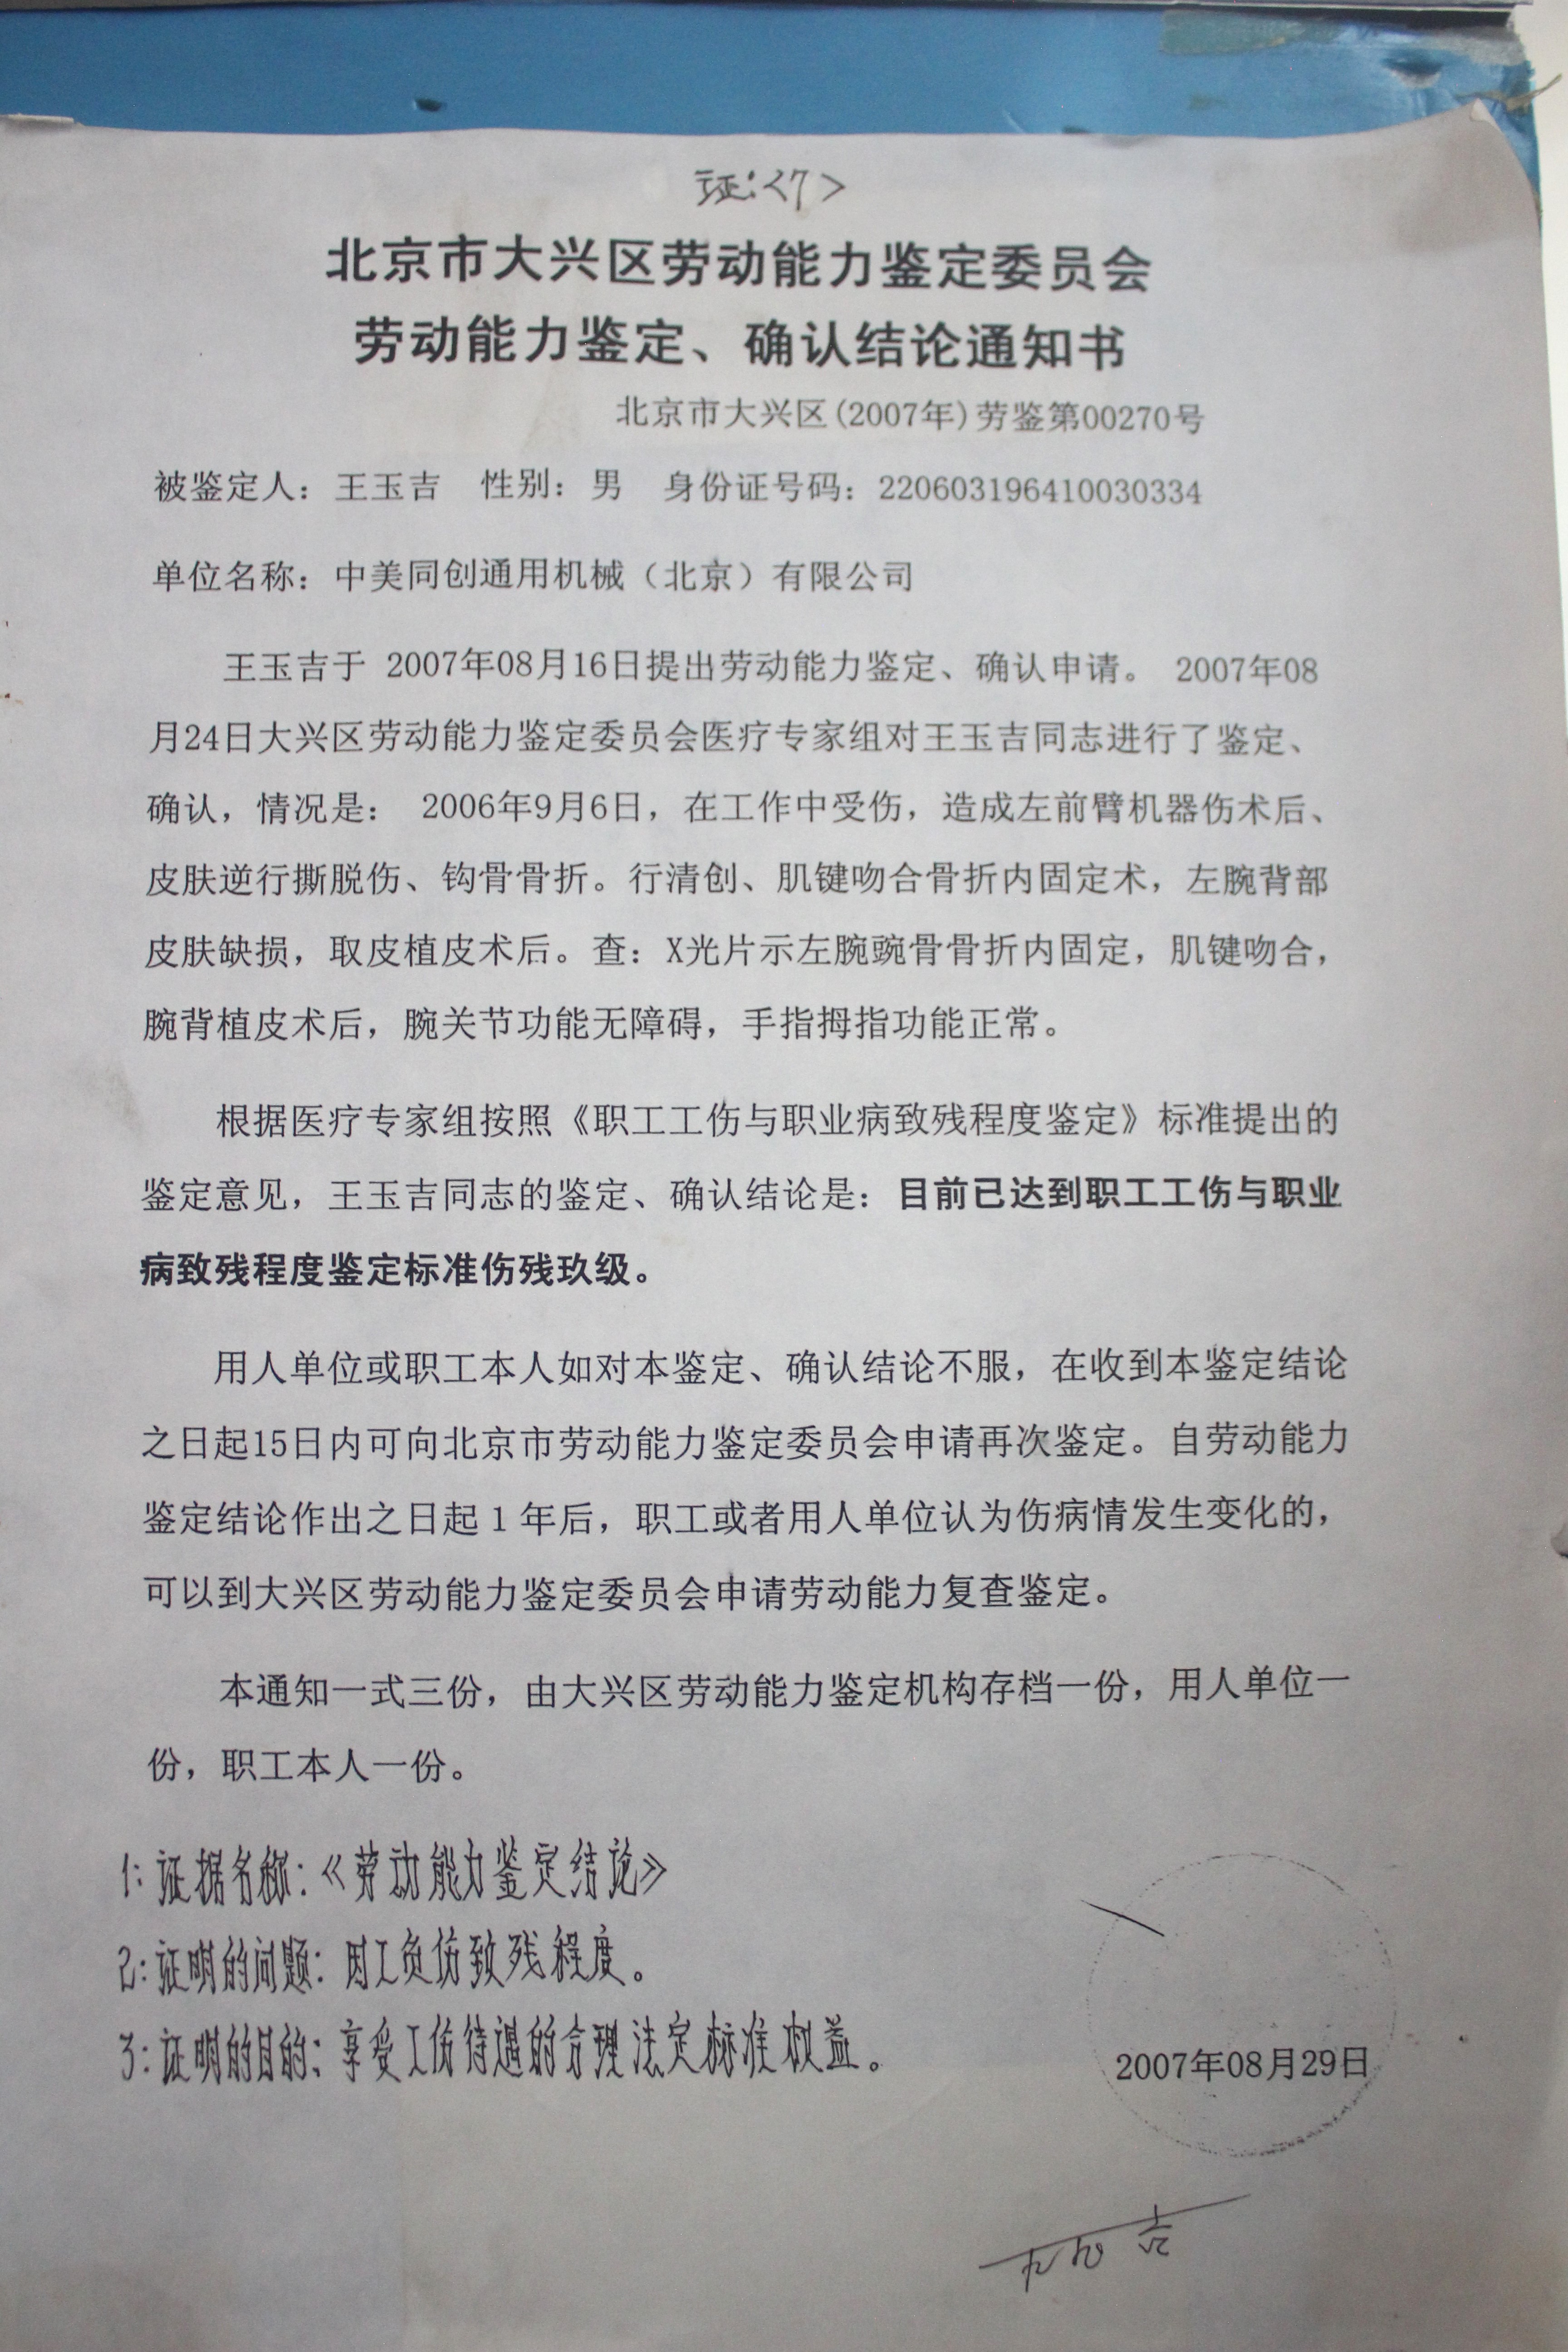 证:<7>
北京市大兴区劳动能力鉴定委员会
劳动能力鉴定、确认结论通知书
北京市大兴区(2007年)劳鉴第00270号
被鉴定人：王玉吉 性别：男 身份证号码：220603196410030334
单位名称：中美同创通用机械（北京）有限公司
王玉吉于 2007年08月16日提出劳动能力鉴定、确认申请。 2007年08
月24日大兴区劳动能力鉴定委员会医疗专家组对王玉吉同志进行了鉴定、
确认，情况是： 2006年9月6日，在工作中受伤，造成左前臂机器伤术后、
皮肤逆行撕脱伤、钩骨骨折。行清创、肌键吻合骨折内固定术，左腕背部
皮肤缺损，取皮植皮术后。查：X光片示左腕豌骨骨折内固定，肌键吻合，
腕背植皮术后，腕关节功能无障碍，手指拇指功能正常。
根据医疗专家组按照《职工工伤与职业病致残程度鉴定》标准提出的
鉴定意见，王玉吉同志的鉴定、确认结论是：目前已达到职工工伤与职业
病致残程度鉴定标准伤残玖级。
用人单位或职工本人如对本鉴定、确认结论不服，在收到本鉴定结论
之日起15日内可向北京市劳动能力鉴定委员会申请再次鉴定。自劳动能力
鉴定结论作出之日起1年后，职工或者用人单位认为伤病情发生变化的，
可以到大兴区劳动能力鉴定委员会申请劳动能力复查鉴定。
本通知一式三份，由大兴区劳动能力鉴定机构存档一份，用人单位一
份，职工本人一份。
1:证据名称:《劳动能力鉴定结论》
2:证明的问题:因工负伤致残程度。
3:证明的目的:享受工伤待遇的合理法定标准权益。
2007年08月29日